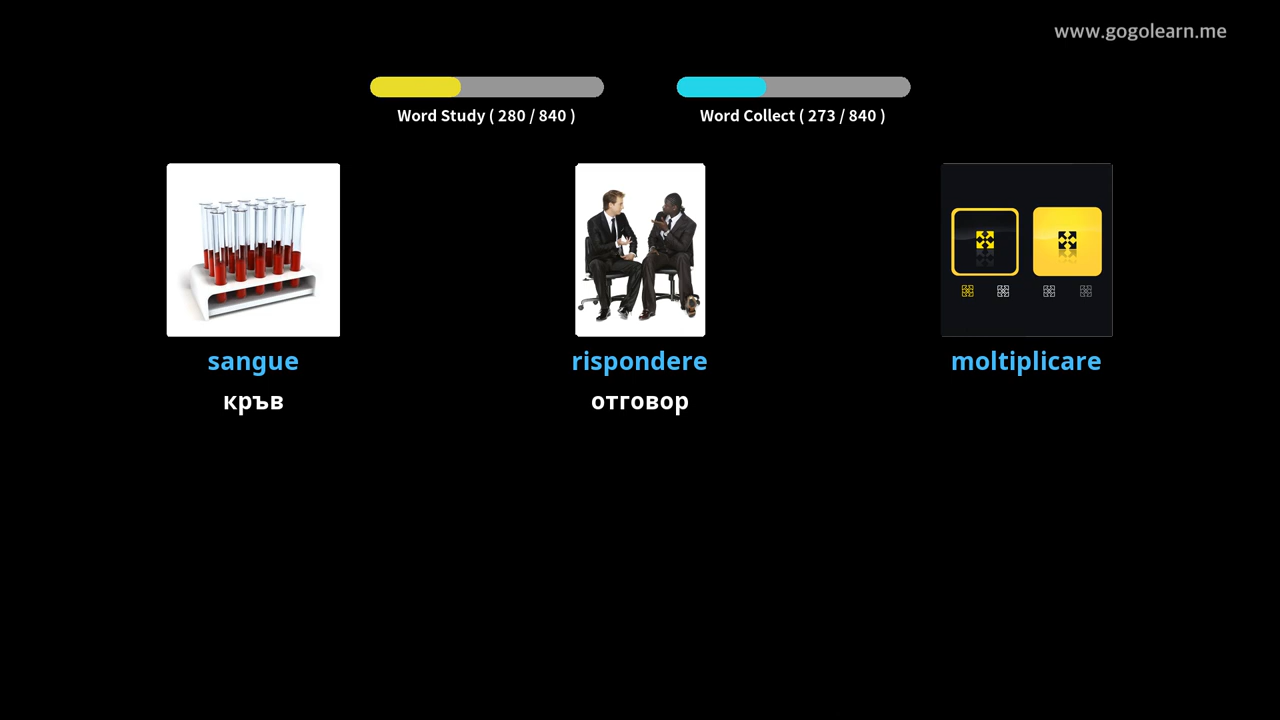 www.gogolearn.me
Word Study ( 280 / 840 )
Word Collect ( 273 / 840 )
sangue
rispondere
moltiplicare
кръв
отговор